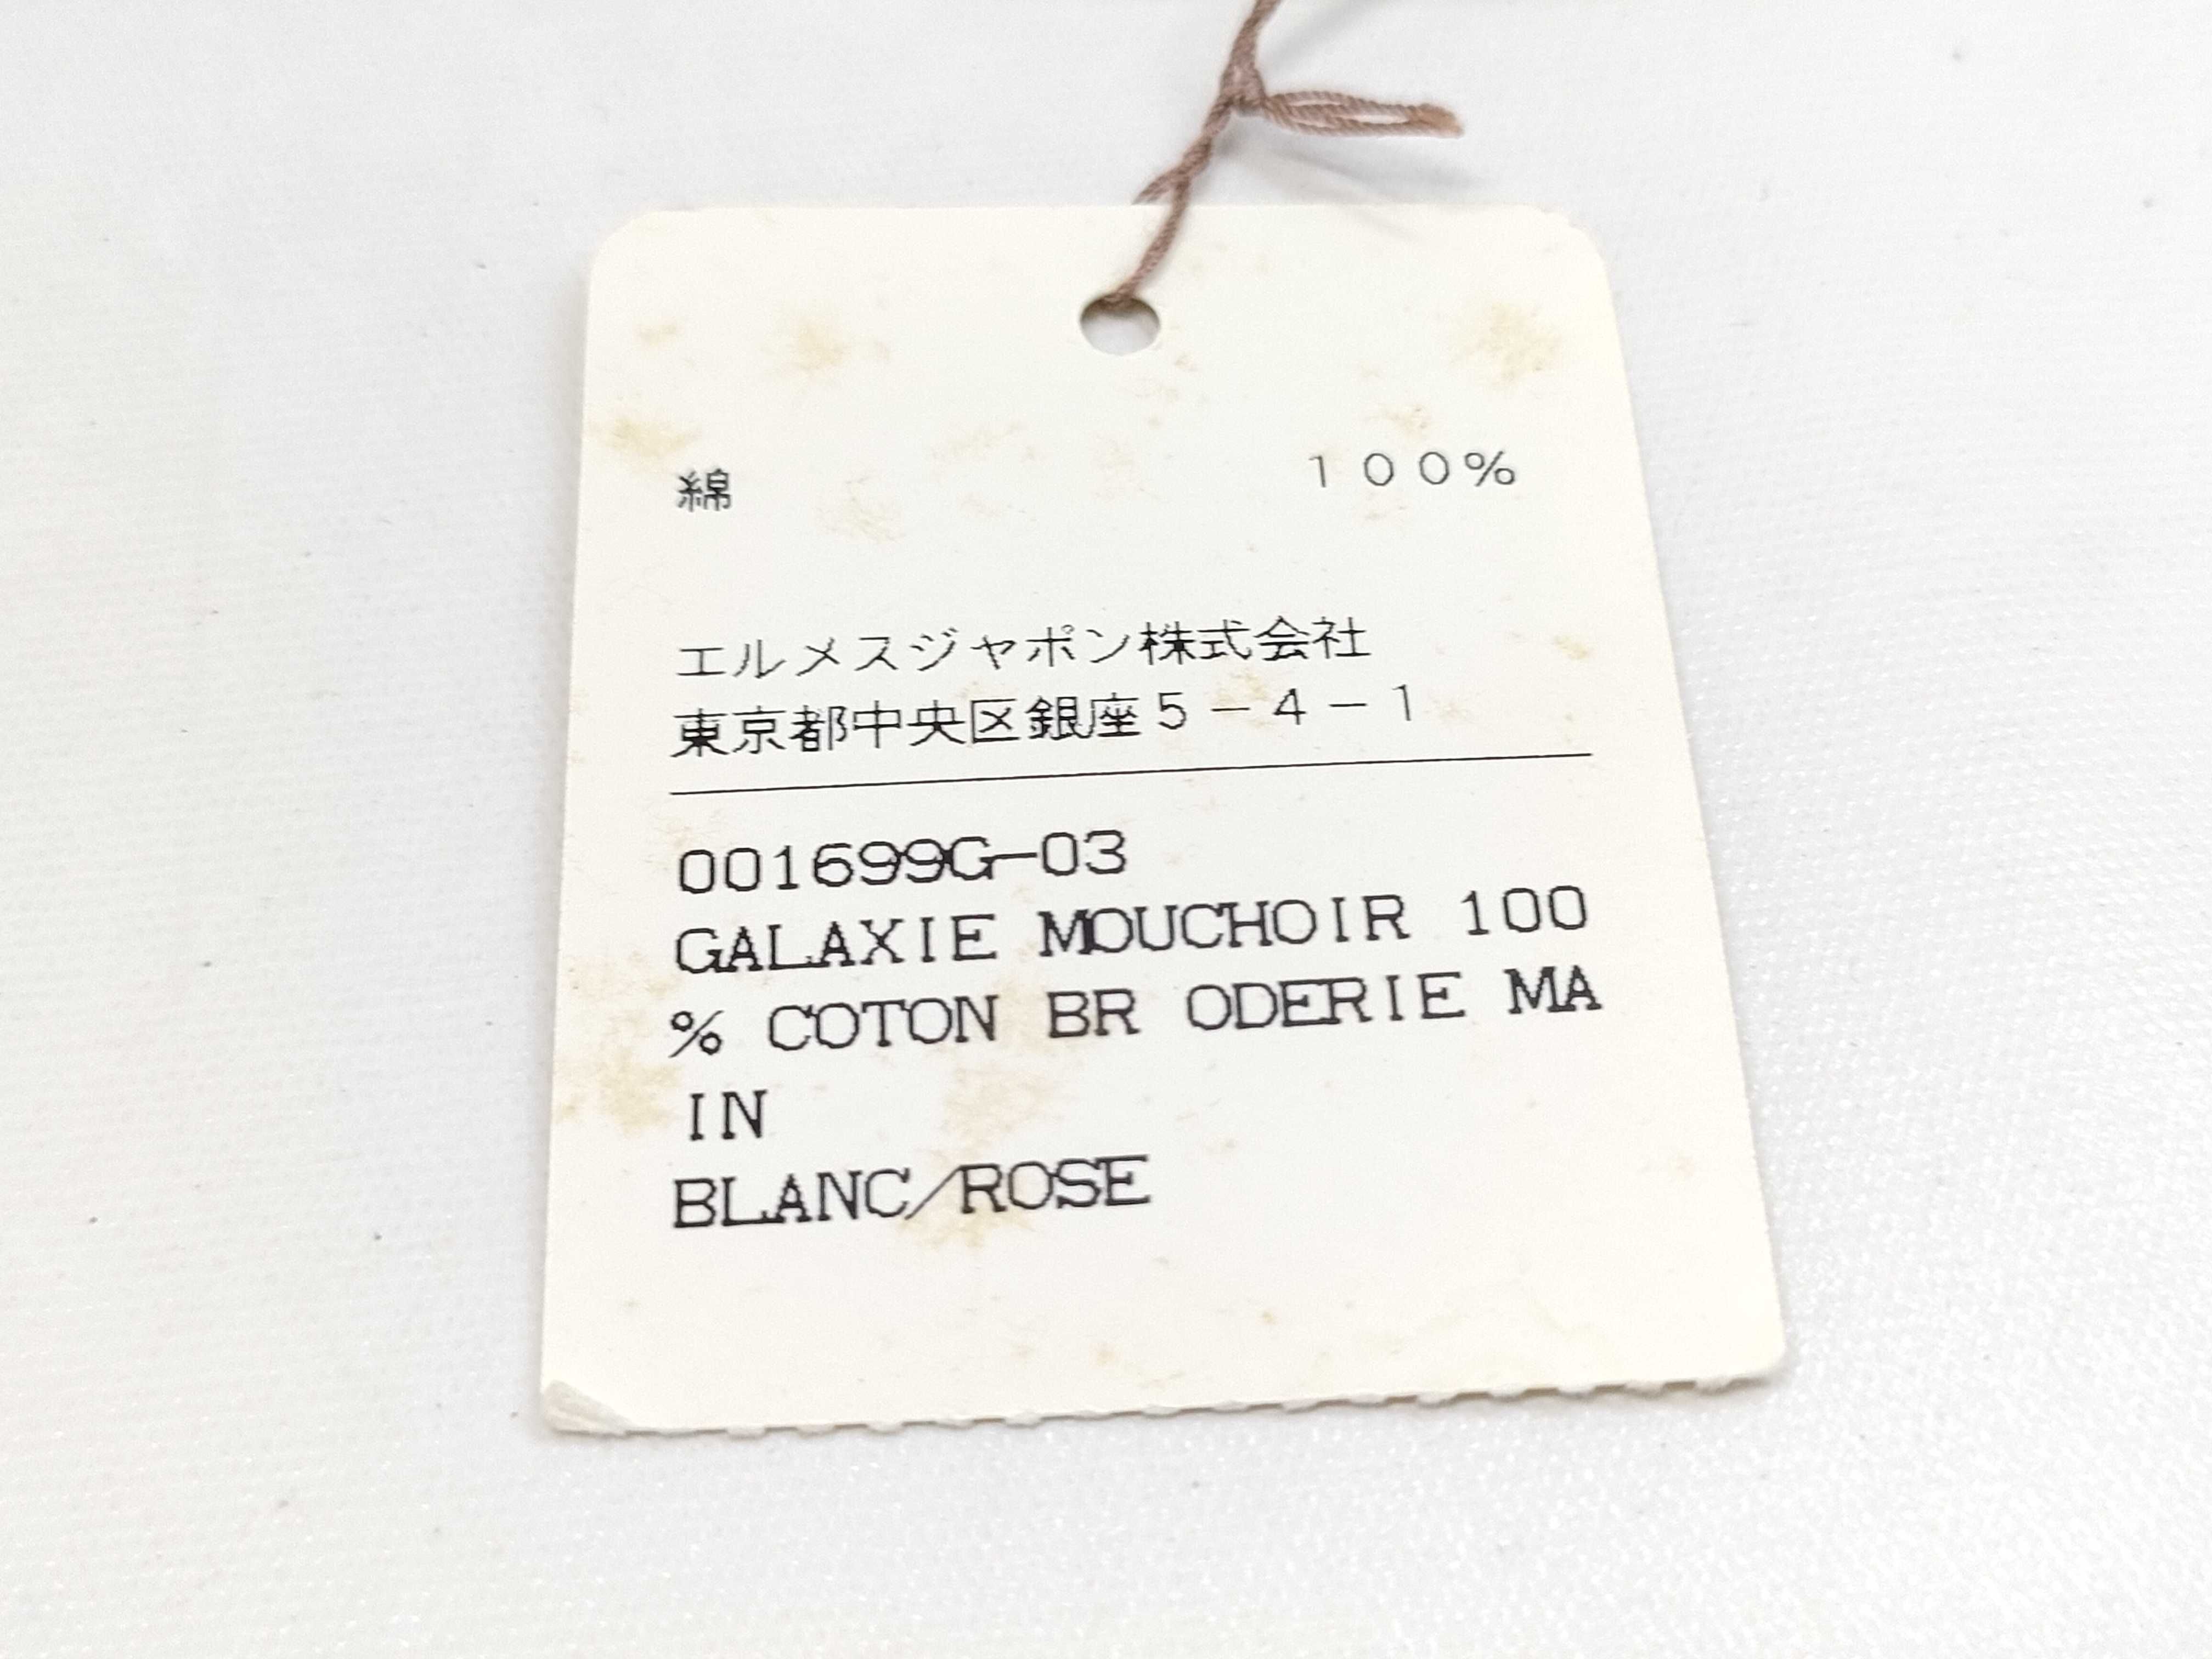 綿 １００％
エルメスジャポン株式会社
東京都中央区銀座５－４－１
001699G-03
GALAXIE MOUCHOIR 100
% COTON BR ODERIE MA
IN
BLANC/ROSE